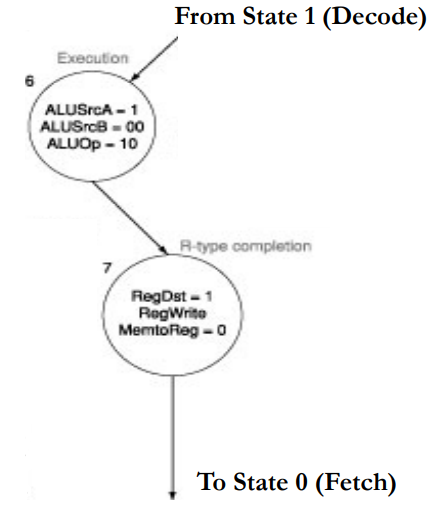 From State 1 (Decode)
Execution
6
ALUSrcA = 1
ALUSrcB = 00
ALUOp = 10
R-type completion
7
RegDst = 1
RegWrite
MemtoReg = 0
To State 0 (Fetch)